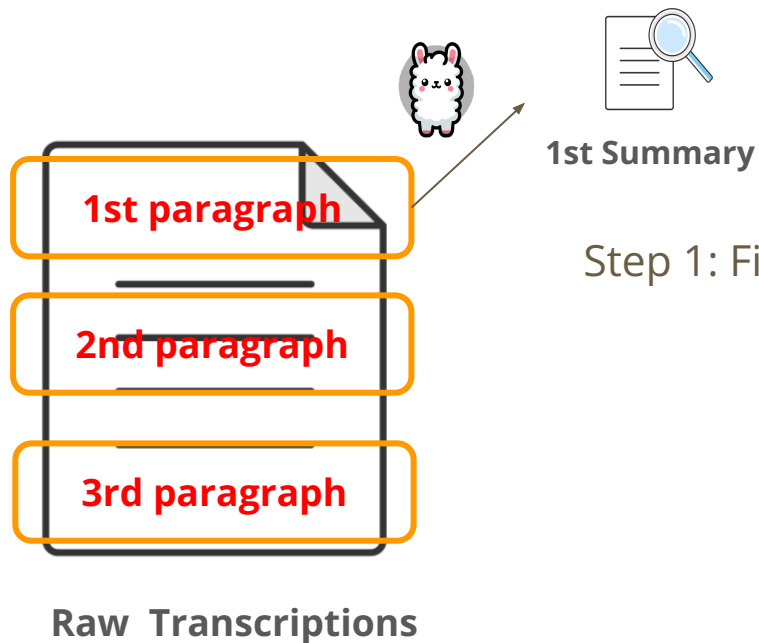 1st Summary
1st paragraph
Step 1: Fi
2nd paragraph
3rd paragraph
Raw Transcriptions